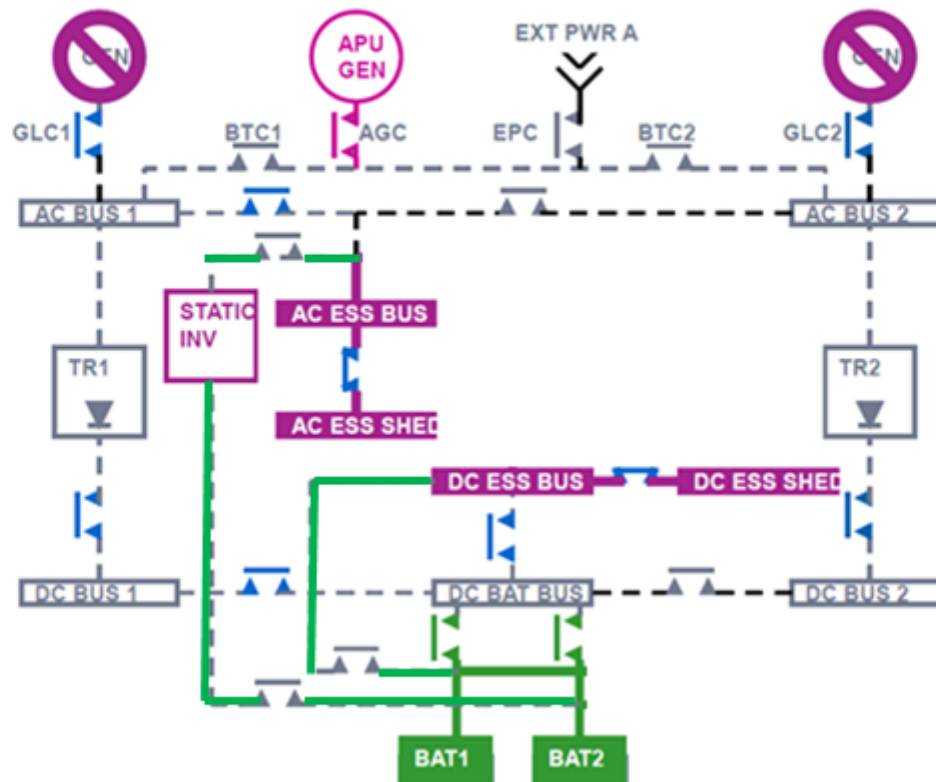 GEN
APU
GEN
EXT PWR A
GEN
GLC1
BTC1
AGC
EPC
BTC2
GLC2
AC BUS 1
AC BUS 2
STATIC
INV
AC ESS BUS
TR1
TR2
AC ESS SHED
DC ESS BUS
DC ESS SHED
DC BUS 1
DC BAT BUS
DC BUS 2
BAT1
BAT2